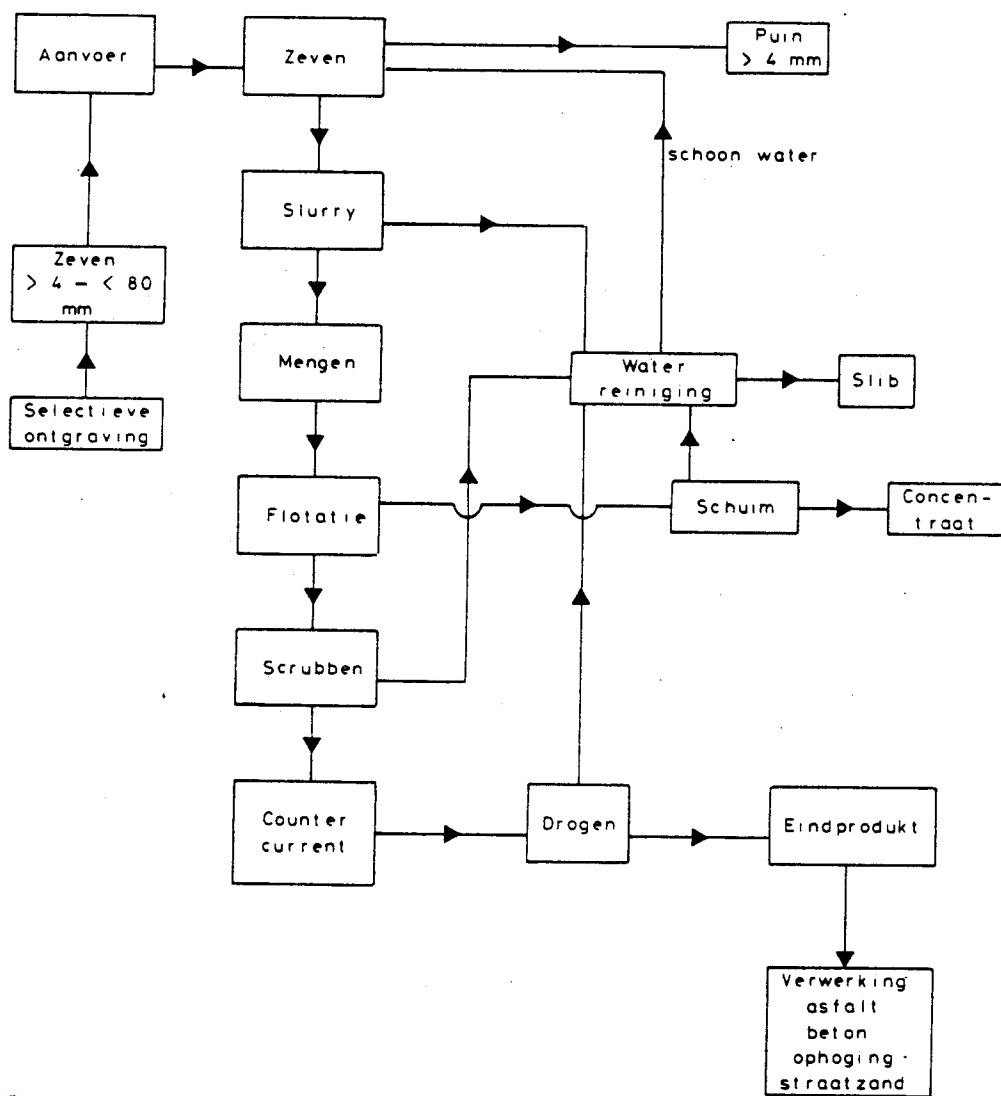 Aanvoer
Zeven
Puin
> 4 mm
schoon water
Slurry
Zeven
> 4 - < 80
mm
Mengen
Water
reiniging
Slib
Selectieve
ontgraving
Flotatie
Schuim
Concen-
traat
Scrubben
Counter
current
Drogen
Eindprodukt
Verwerking
asfalt
beton
ophoging -
straatzand